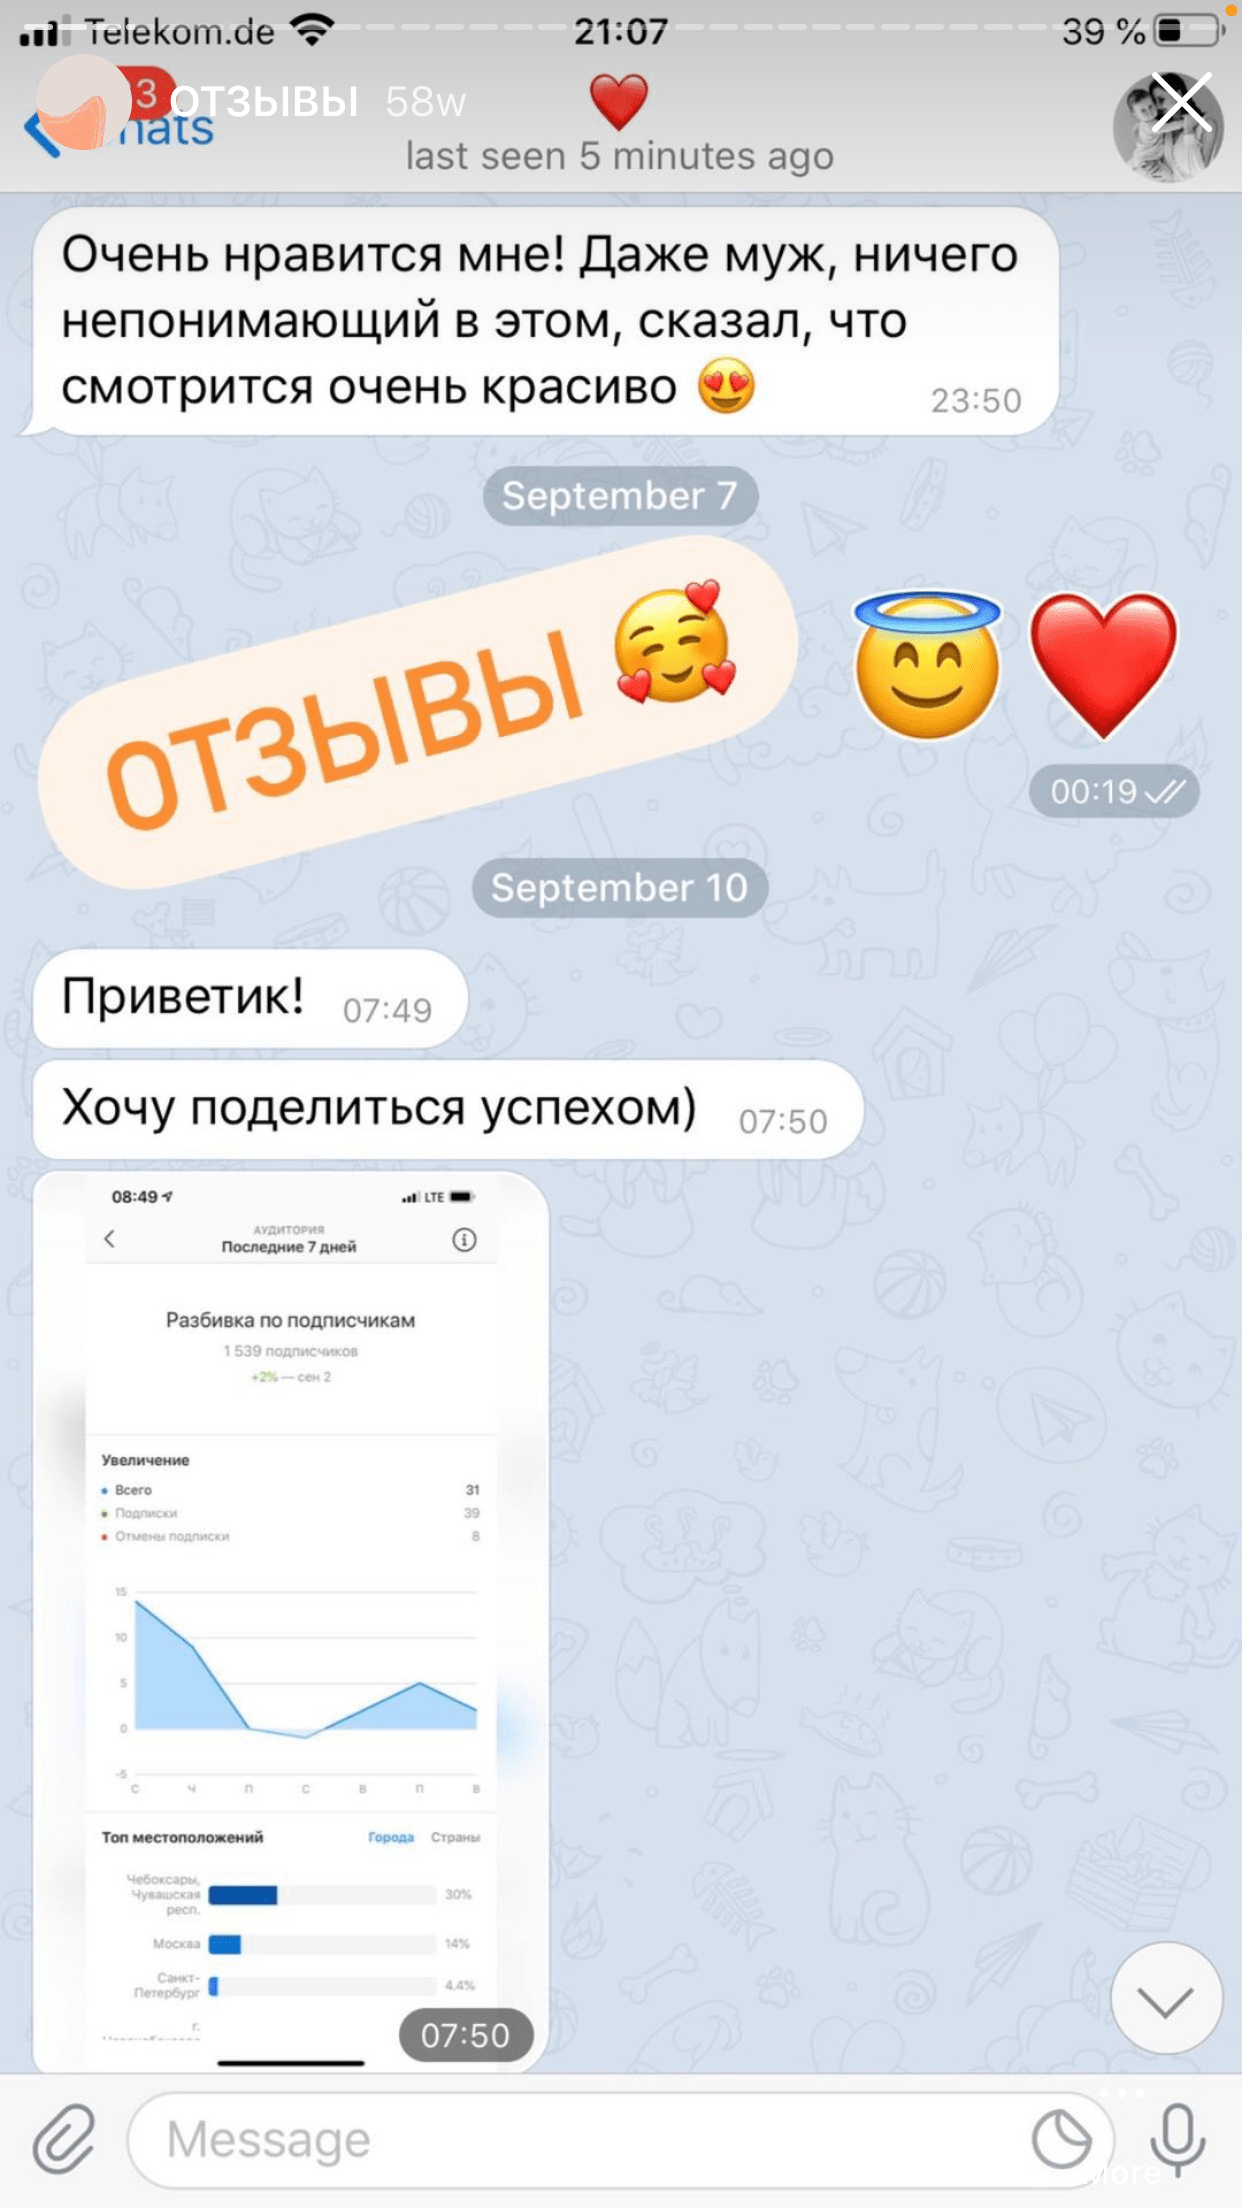 Telekom.de 21:07 39 %
3 ОТЗЫВЫ 58w
hats
last seen 5 minutes ago
Очень нравится мне! Даже муж, ничего
непонимающий в этом, сказал, что
смотрится очень красиво 😍 23:50
September 7
ОТЗЫВЫ 🥰
00:19
September 10
Приветик! 07:49
Хочу поделиться успехом) 07:50
08:49 LTE
АУДИТОРИЯ
Последние 7 дней
Разбивка по подписчикам
1 539 подписчиков
+2% — сен 2
Увеличение
Всего 31
Подписки 39
Отмены подписки 8
15
10
5
0
-5
С Ч П С В П В
Топ местоположений Города Страны
Чебоксары,
Чувашская 30%
респ.
Москва 14%
Санкт-
Петербург 4.4%
г.
07:50
Message
More